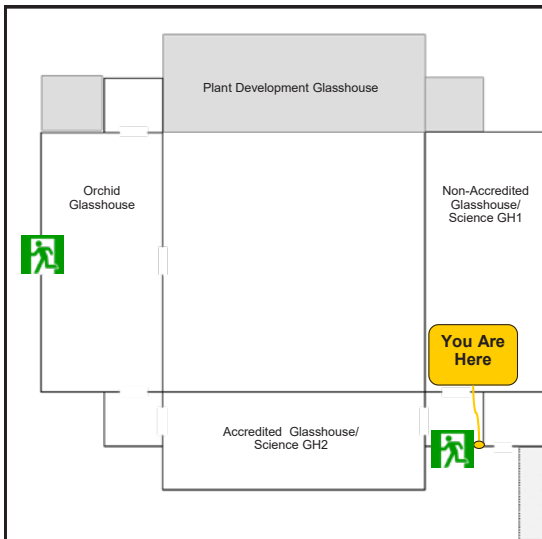 Plant Development Glasshouse
Orchid
Glasshouse
Non-Accredited
Glasshouse/
Science GH1
You Are
Here
Accredited Glasshouse/
Science GH2